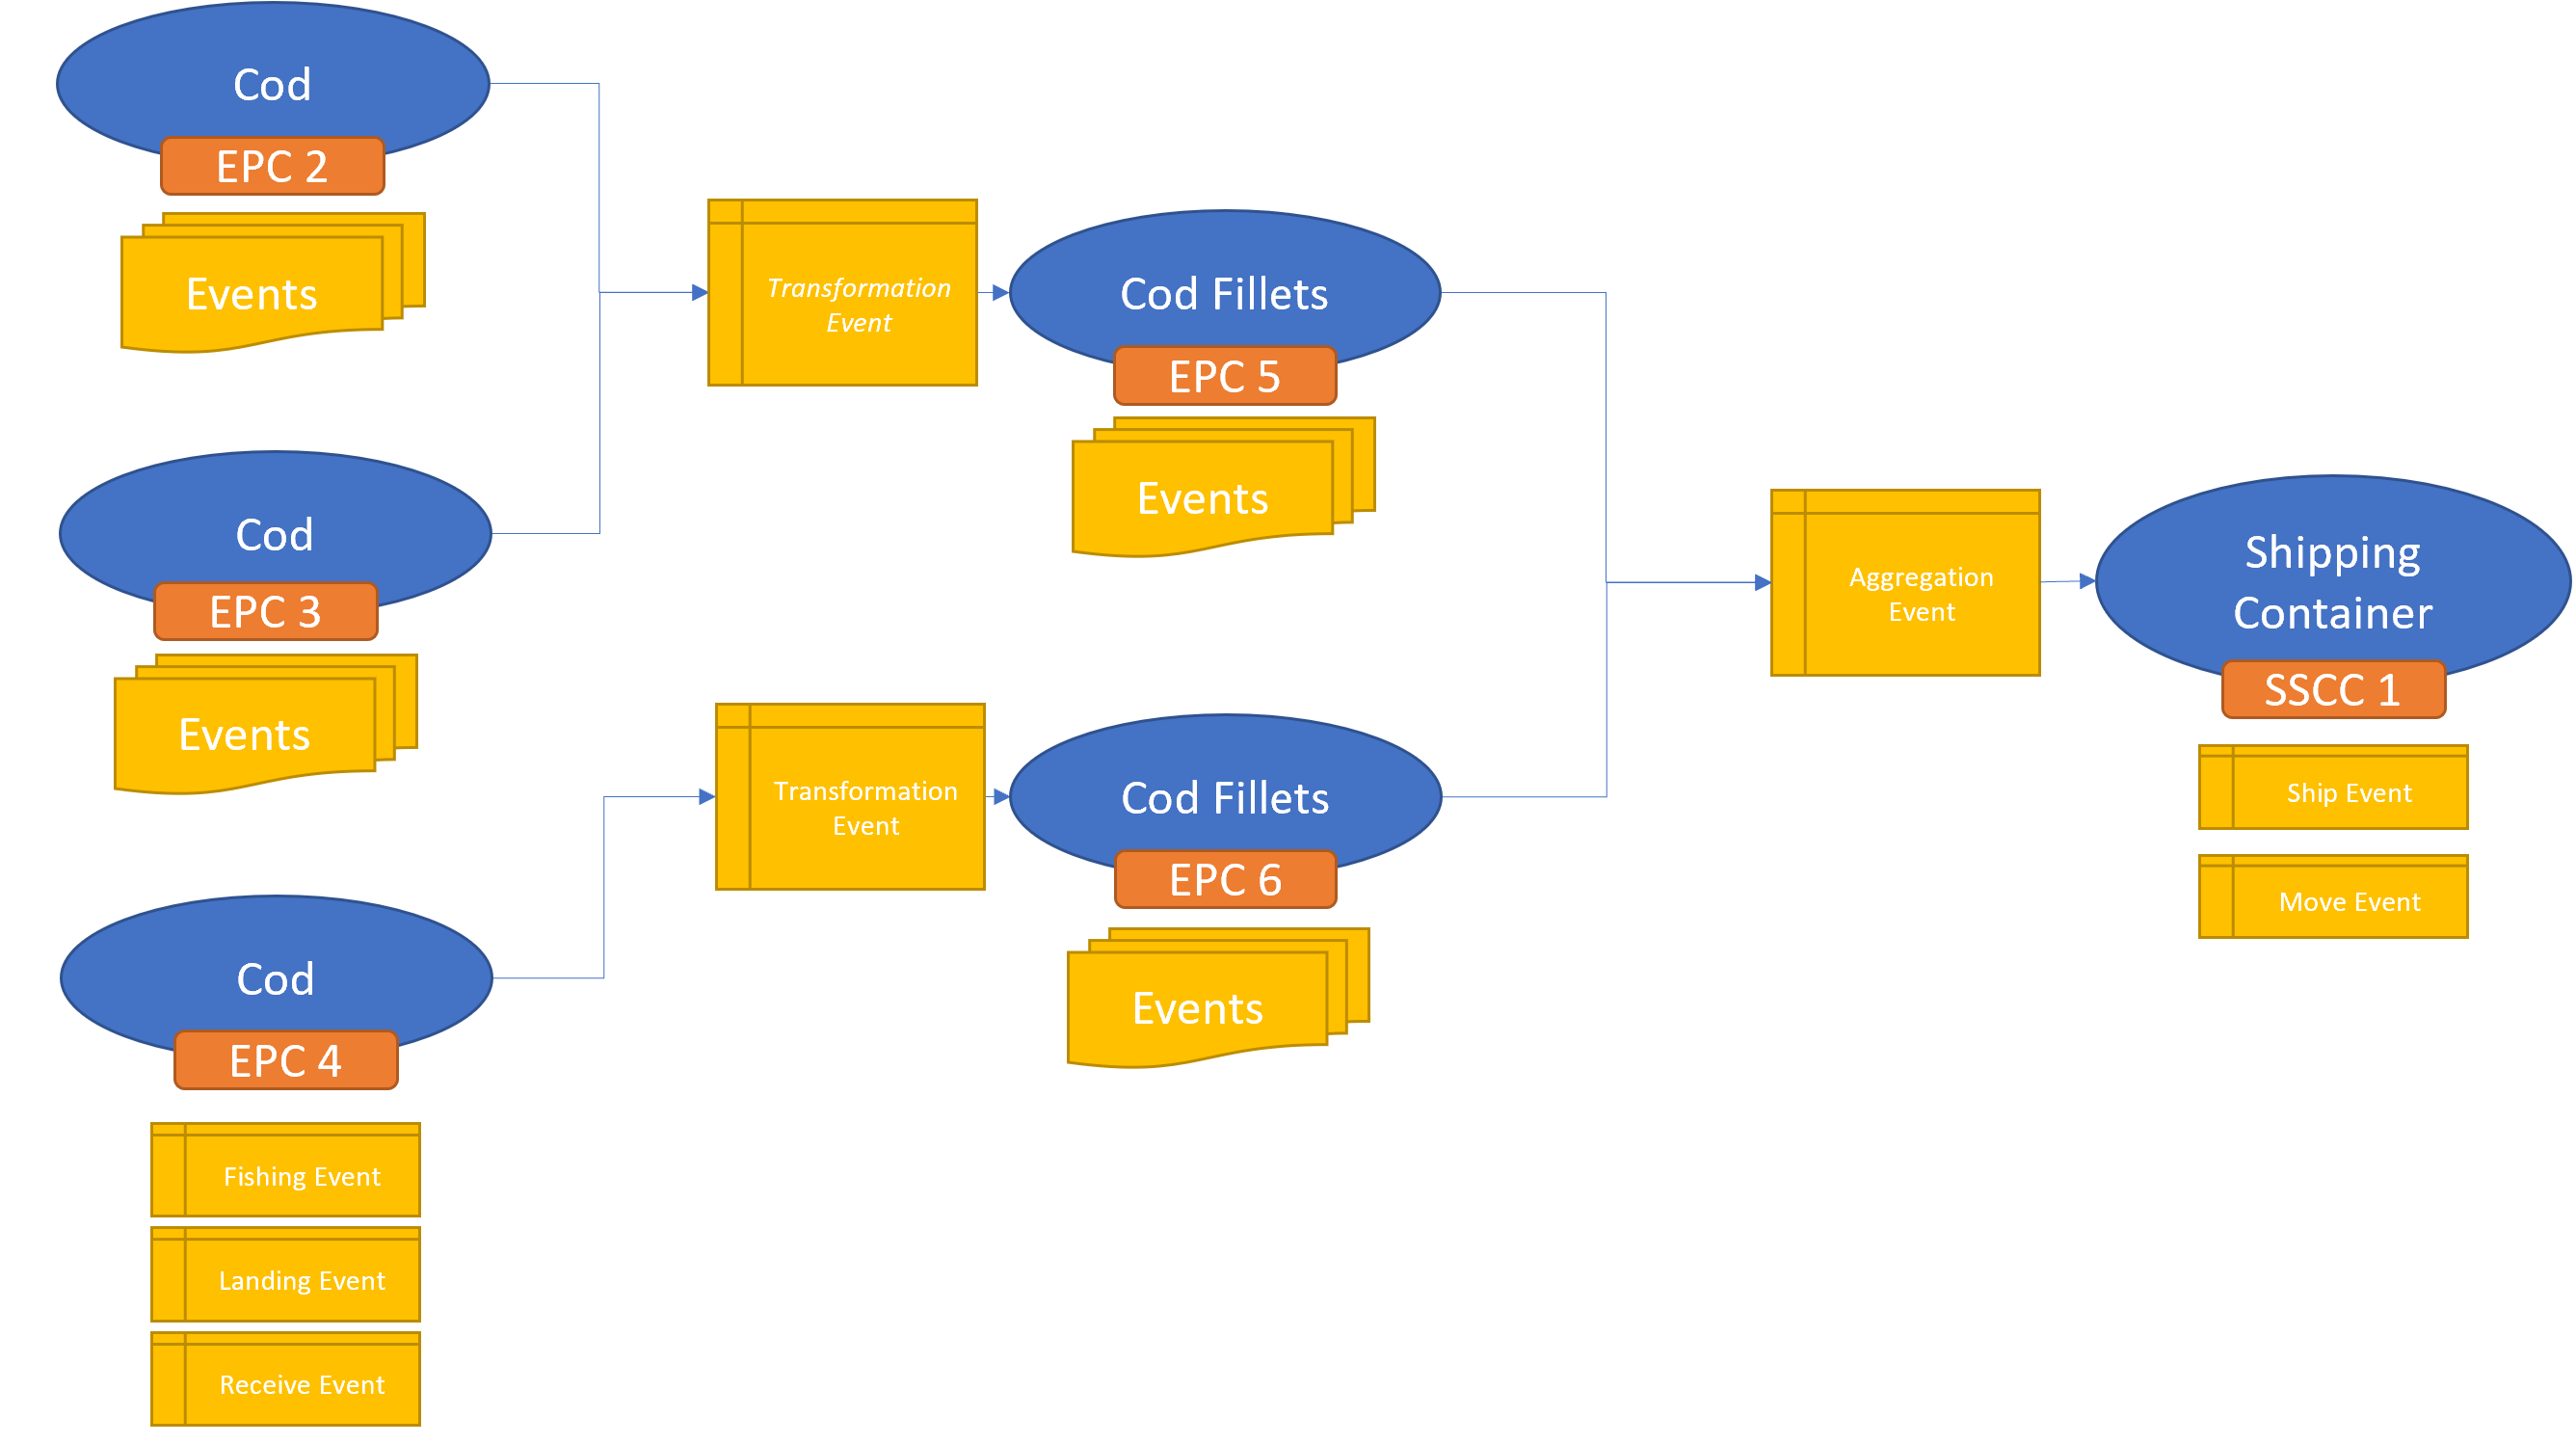 Cod
EPC 2
Events
Cod
EPC 3
Events
Cod
EPC 4
Fishing Event
Landing Event
Receive Event
Transformation
Event
Transformation
Event
Cod Fillets
EPC 5
Events
Cod Fillets
EPC 6
Events
Aggregation
Event
Shipping
Container
SSCC 1
Ship Event
Move Event